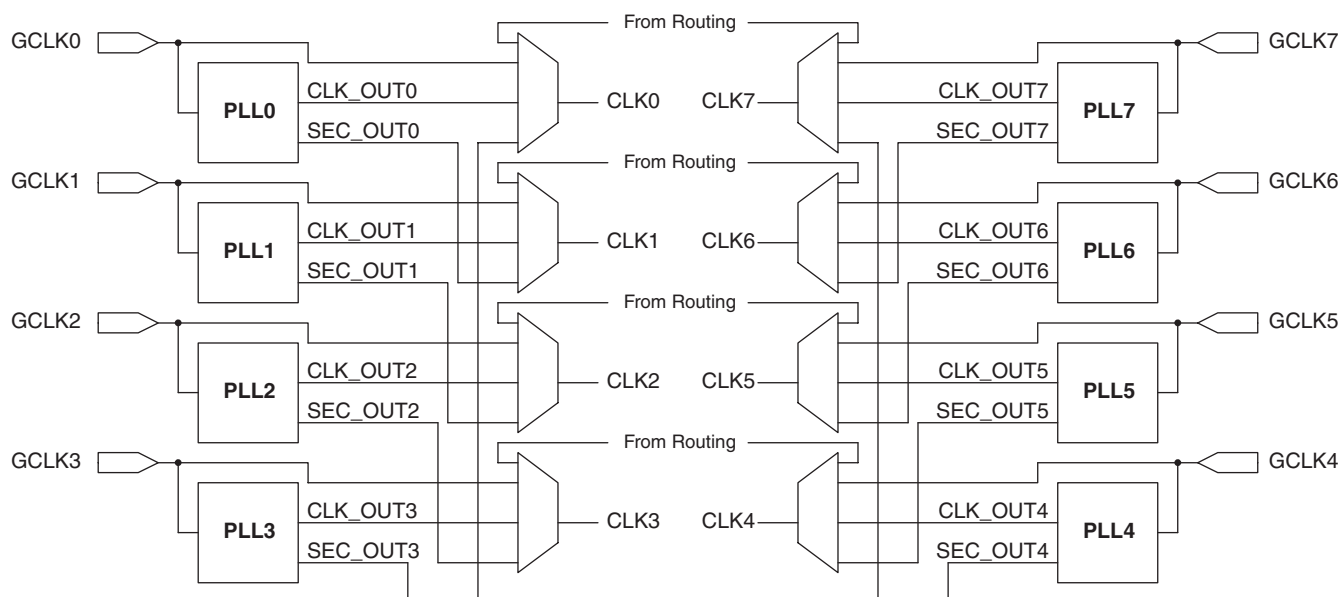 From Routing
GCLK0
GCLK7
CLK_OUT0
CLK_OUT7
PLL0
CLK0
CLK7
PLL7
SEC_OUT0
SEC_OUT7
From Routing
GCLK1
GCLK6
CLK_OUT1
CLK_OUT6
PLL1
CLK1
CLK6
PLL6
SEC_OUT1
SEC_OUT6
From Routing
GCLK2
GCLK5
CLK_OUT2
CLK_OUT5
PLL2
CLK2
CLK5
PLL5
SEC_OUT2
SEC_OUT5
From Routing
GCLK3
GCLK4
CLK_OUT3
CLK_OUT4
PLL3
CLK3
CLK4
PLL4
SEC_OUT3
SEC_OUT4